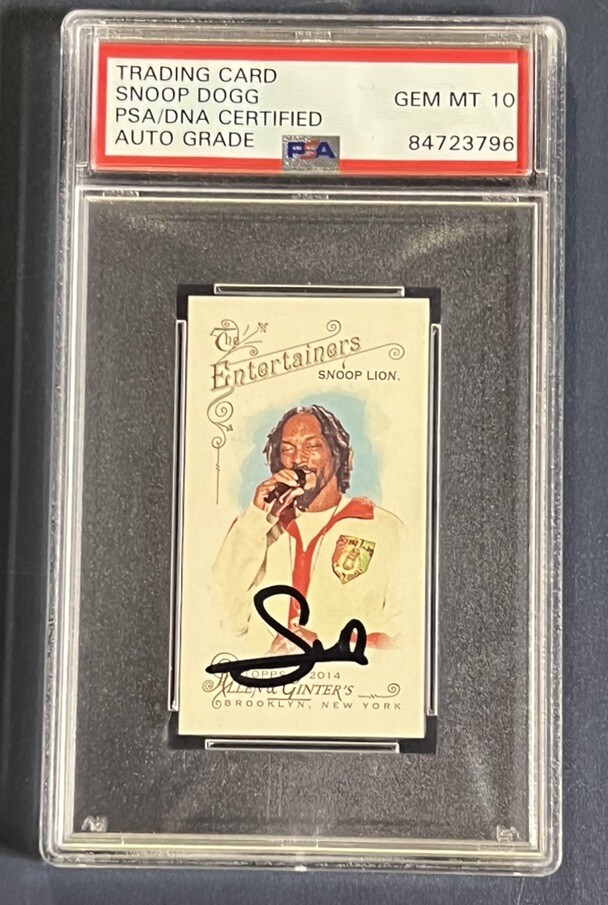 TRADING CARD
SNOOP DOGG
PSA/DNA CERTIFIED
AUTO GRADE
GEM MT 10
84723796
PSA
The
Entertainers
SNOOP LION.
TOPPS 2014
ALLEN & GINTER'S
BROOKLYN, NEW YORK